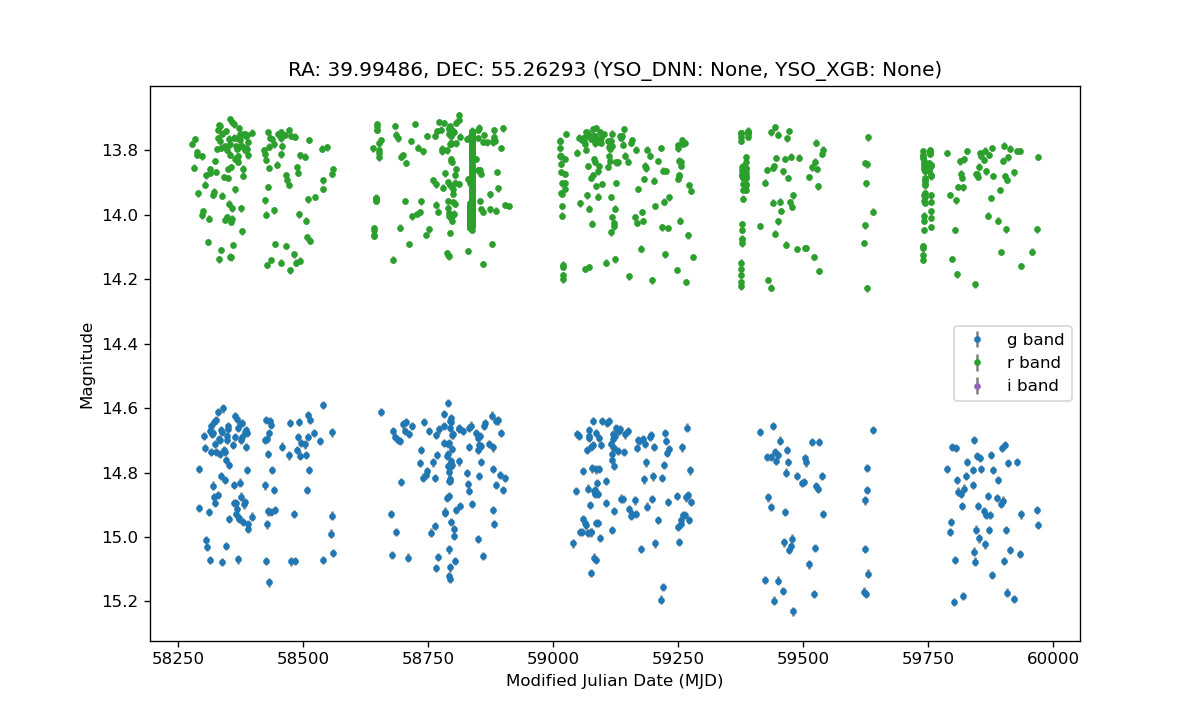 RA: 39.99486, DEC: 55.26293 (YSO_DNN: None, YSO_XGB: None)
Magnitude
13.8
14.0
14.2
14.4
14.6
14.8
15.0
15.2
g band
r band
i band
58250
58500
58750
59000
59250
59500
59750
60000
Modified Julian Date (MJD)